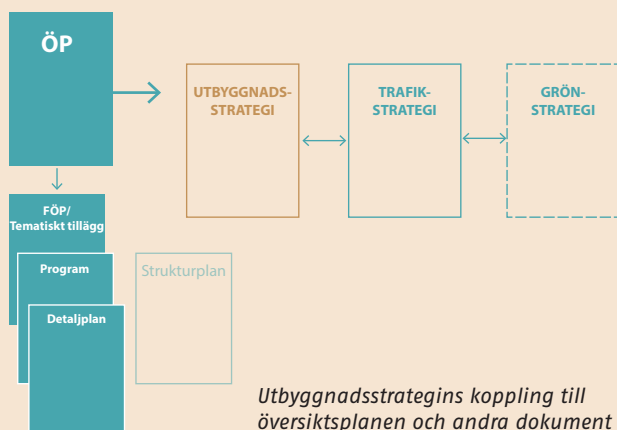 ÖP
UTBYGGNADS-
STRATEGI
TRAFIK-
STRATEGI
GRÖN-
STRATEGI
FÖP/
Tematiskt tillägg
Program
Strukturplan
Detaljplan
Utbyggnadsstrategins koppling till
översiktsplanen och andra dokument